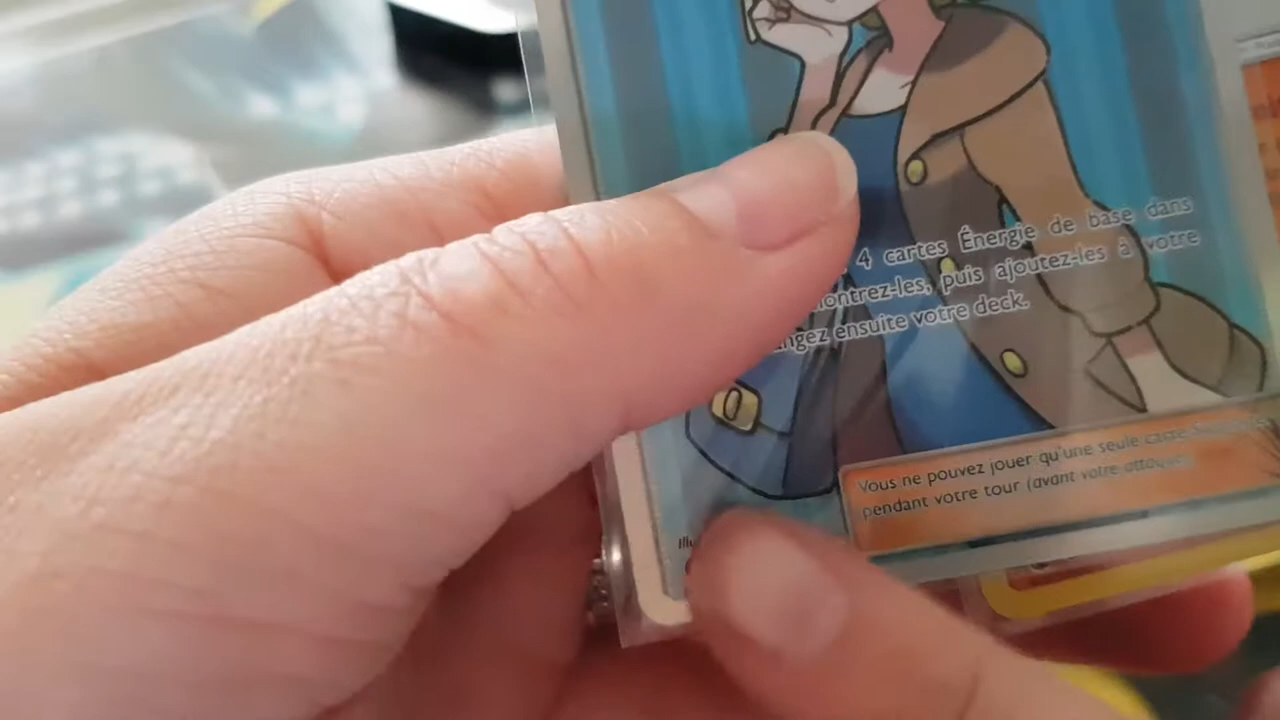 4 cartes Énergie de base dans
montrez-les, puis ajoutez-les à votre
ngez ensuite votre deck.
Vous ne pouvez jouer qu'une seule carte
pendant votre tour (avant votre attaque
Illu